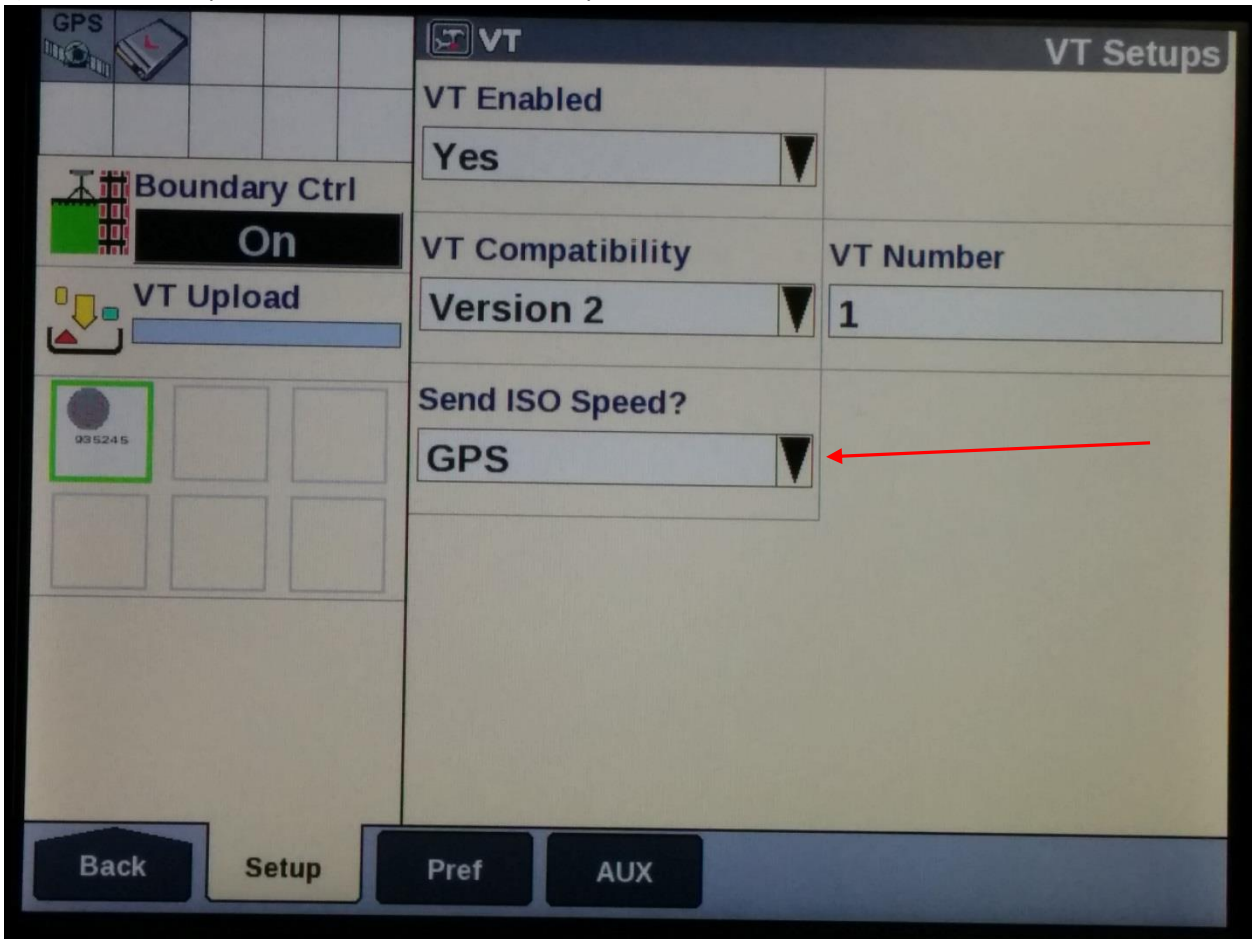 GPS
VT
VT Setups
VT Enabled
Yes
Boundary Ctrl
On
VT Compatibility
VT Number
Version 2
1
VT Upload
Send ISO Speed?
GPS
935245
Back
Setup
Pref
AUX